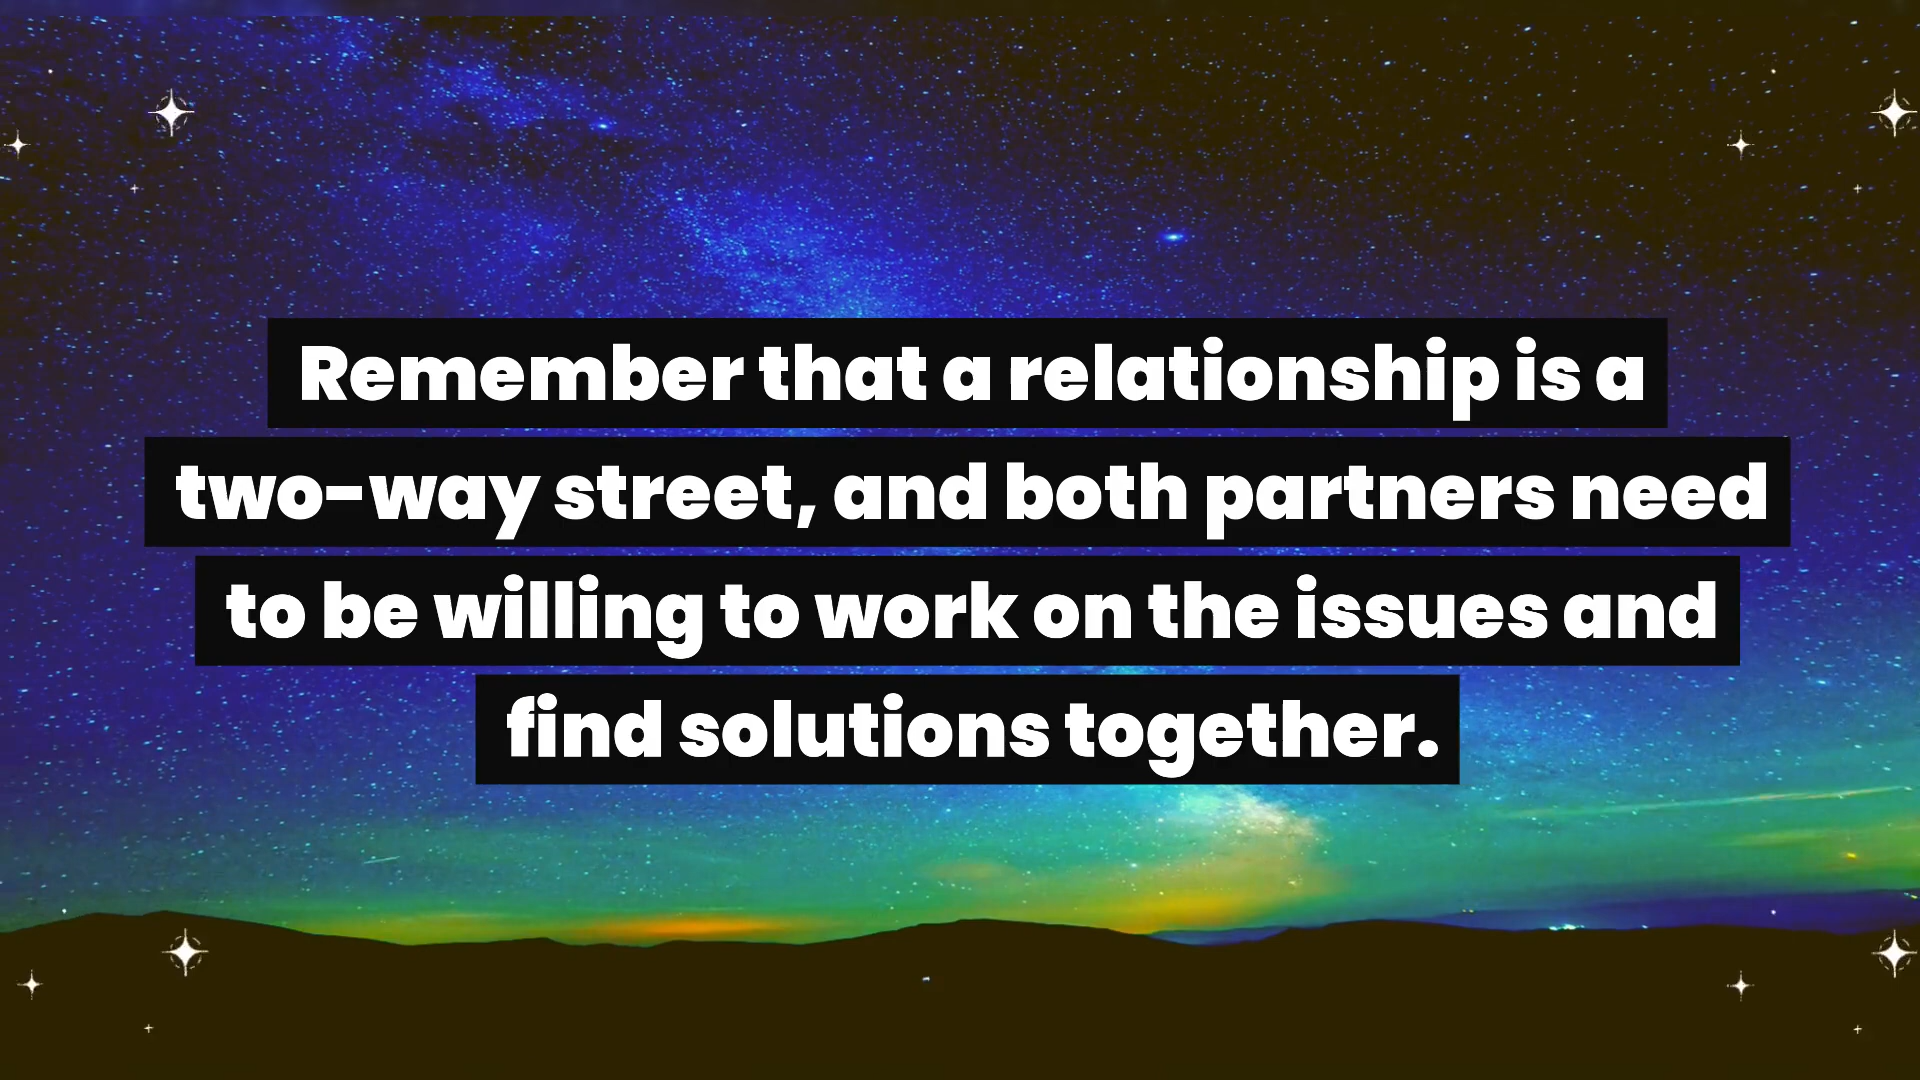 Remember that a relationship is a
two-way street, and both partners need
to be willing to work on the issues and
find solutions together.